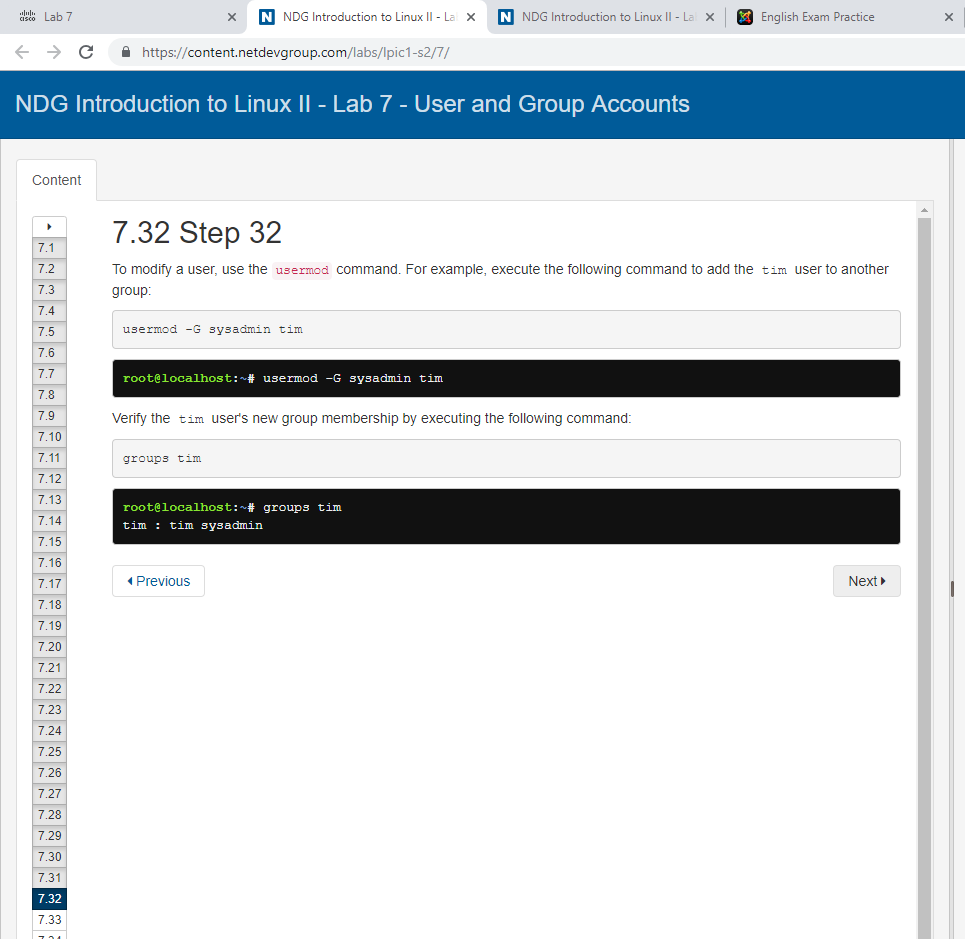 Lab 7
NDG Introduction to Linux II - La
NDG Introduction to Linux II - La
English Exam Practice
https://content.netdevgroup.com/labs/lpic1-s2/7/
NDG Introduction to Linux II - Lab 7 - User and Group Accounts
Content
7.1
7.2
7.3
7.4
7.5
7.6
7.7
7.8
7.9
7.10
7.11
7.12
7.13
7.14
7.15
7.16
7.17
7.18
7.19
7.20
7.21
7.22
7.23
7.24
7.25
7.26
7.27
7.28
7.29
7.30
7.31
7.32
7.33
7.32 Step 32
To modify a user, use the usermod command. For example, execute the following command to add the tim user to another
group:
usermod -G sysadmin tim
root@localhost:~# usermod -G sysadmin tim
Verify the tim user's new group membership by executing the following command:
groups tim
root@localhost:~# groups tim
tim : tim sysadmin
Previous
Next